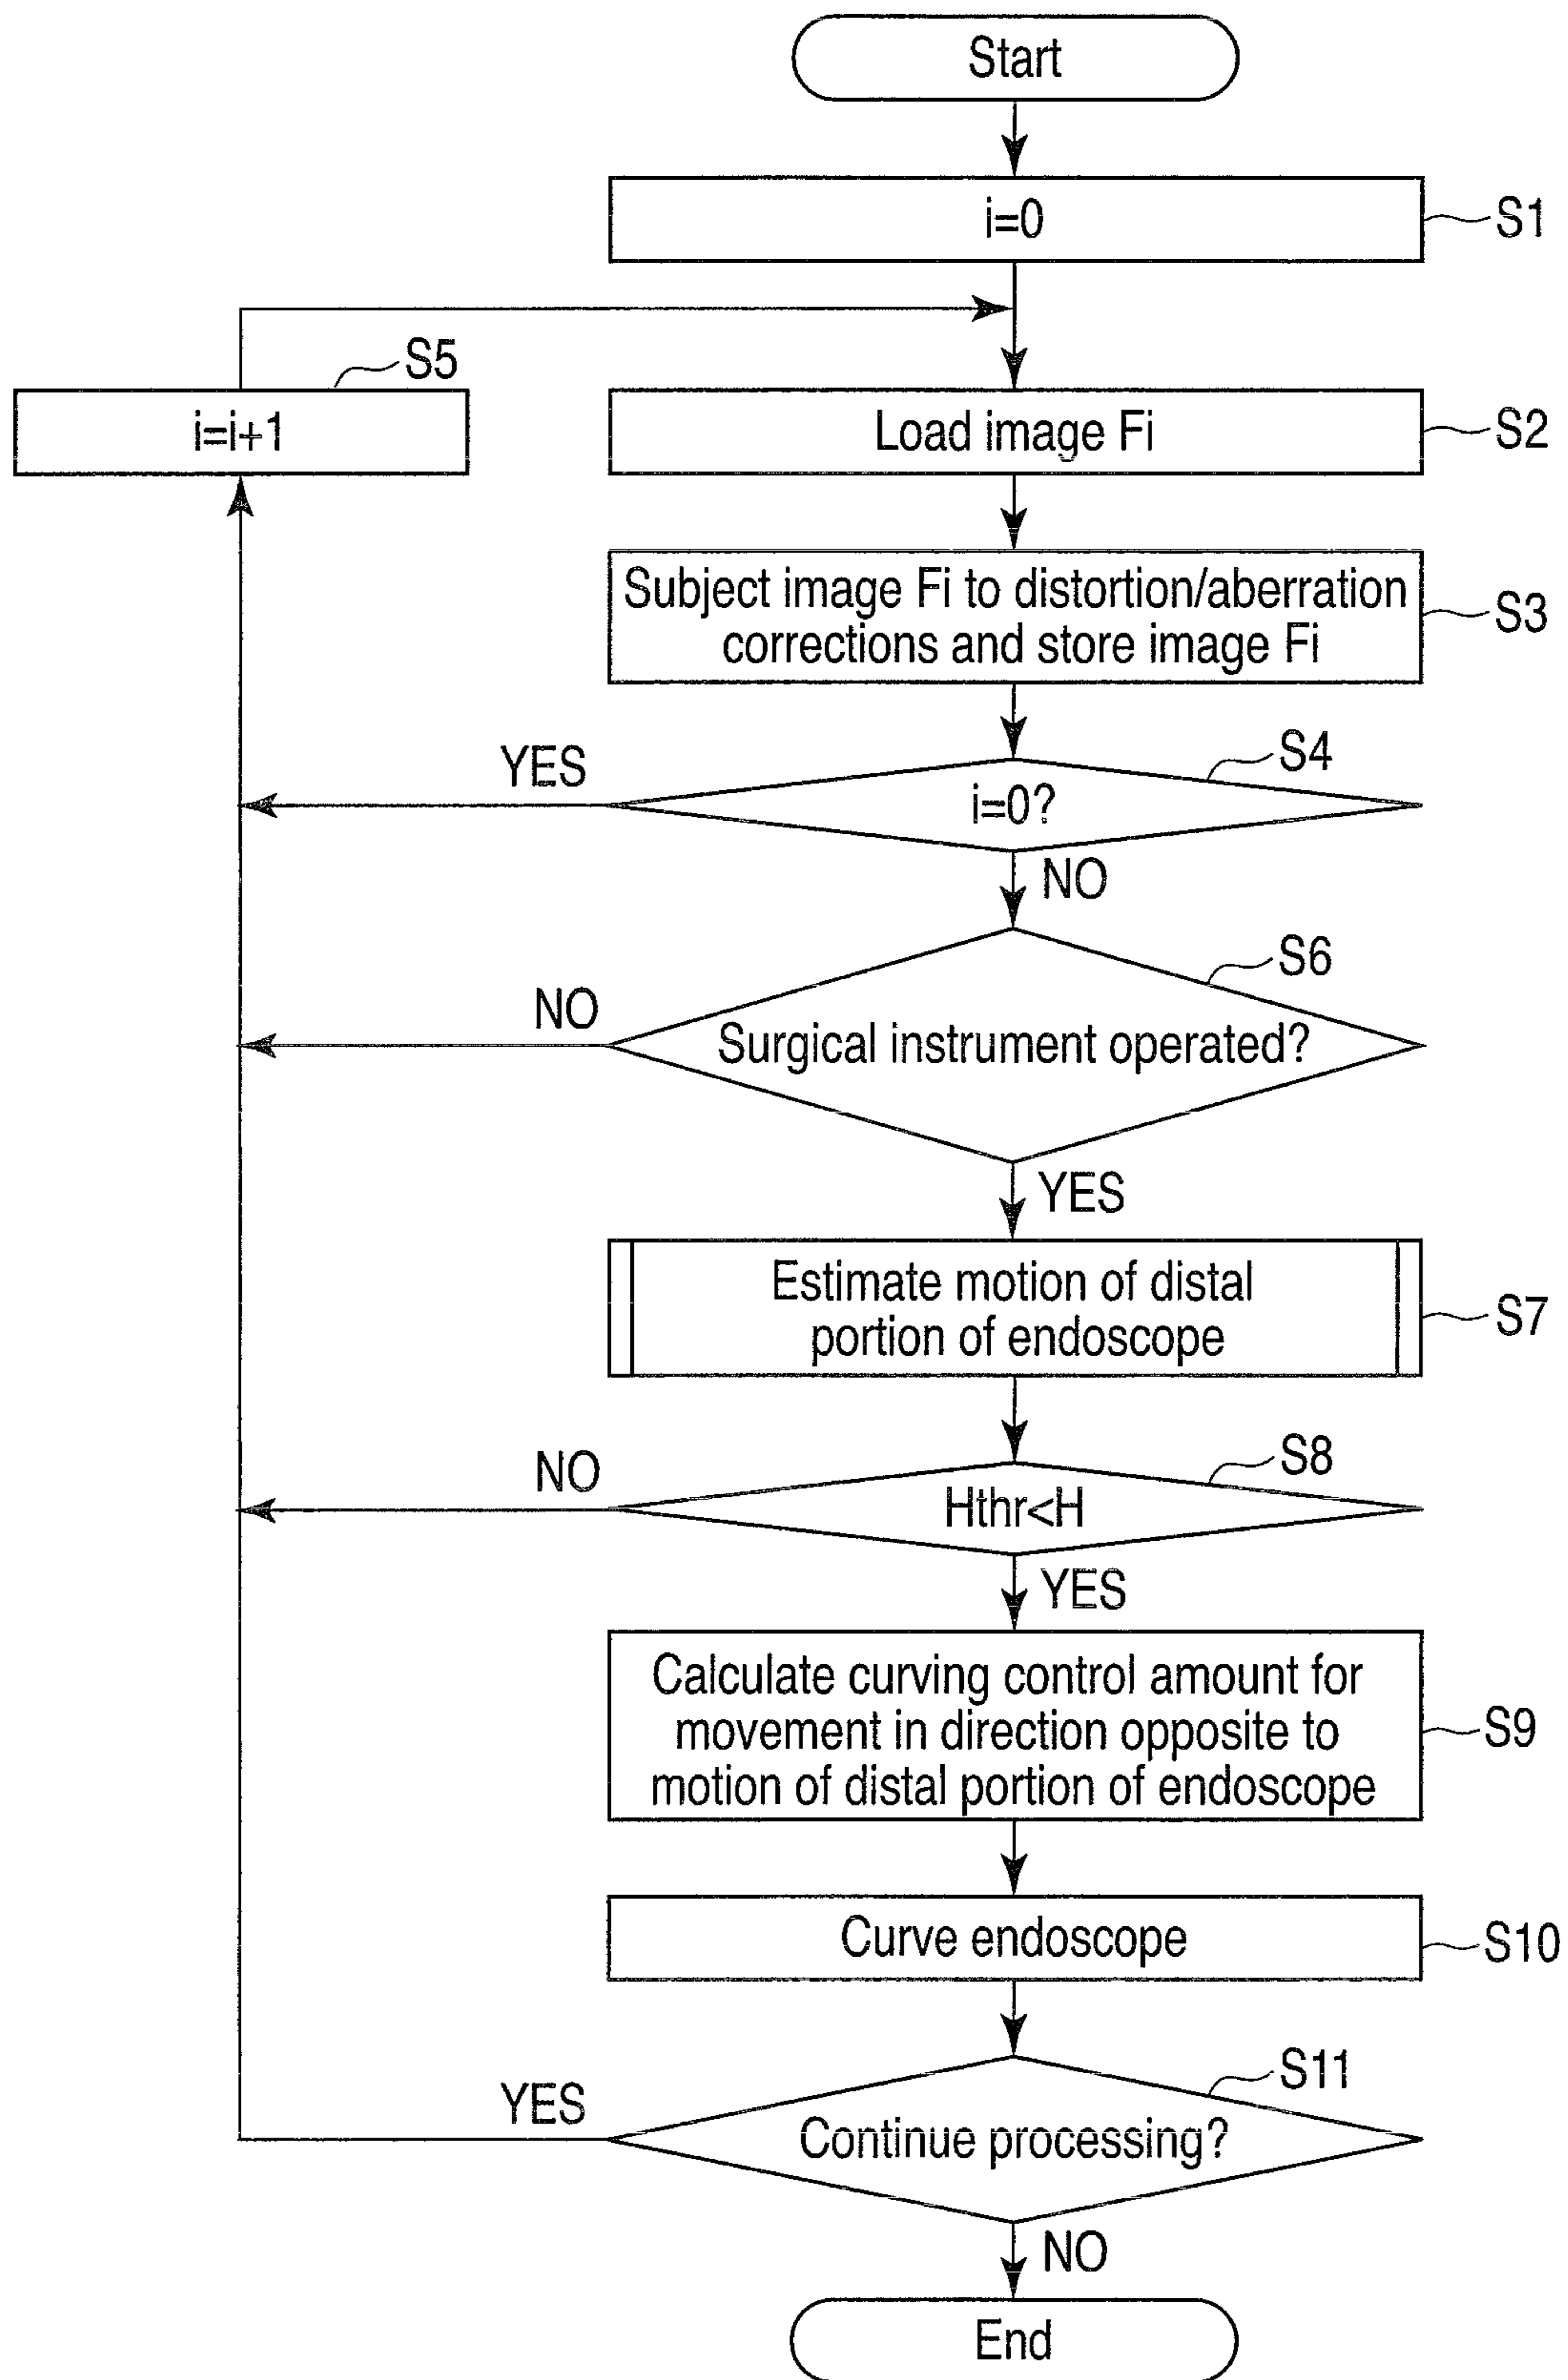 Start
i=0
S1
S5
i=i+1
Load image Fi
S2
Subject image Fi to distortion/aberration
corrections and store image Fi
S3
S4
YES
i=0?
NO
S6
NO
Surgical instrument operated?
YES
Estimate motion of distal
portion of endoscope
S7
S8
NO
Hthr<H
YES
Calculate curving control amount for
movement in direction opposite to
motion of distal portion of endoscope
S9
Curve endoscope
S10
S11
YES
Continue processing?
NO
End